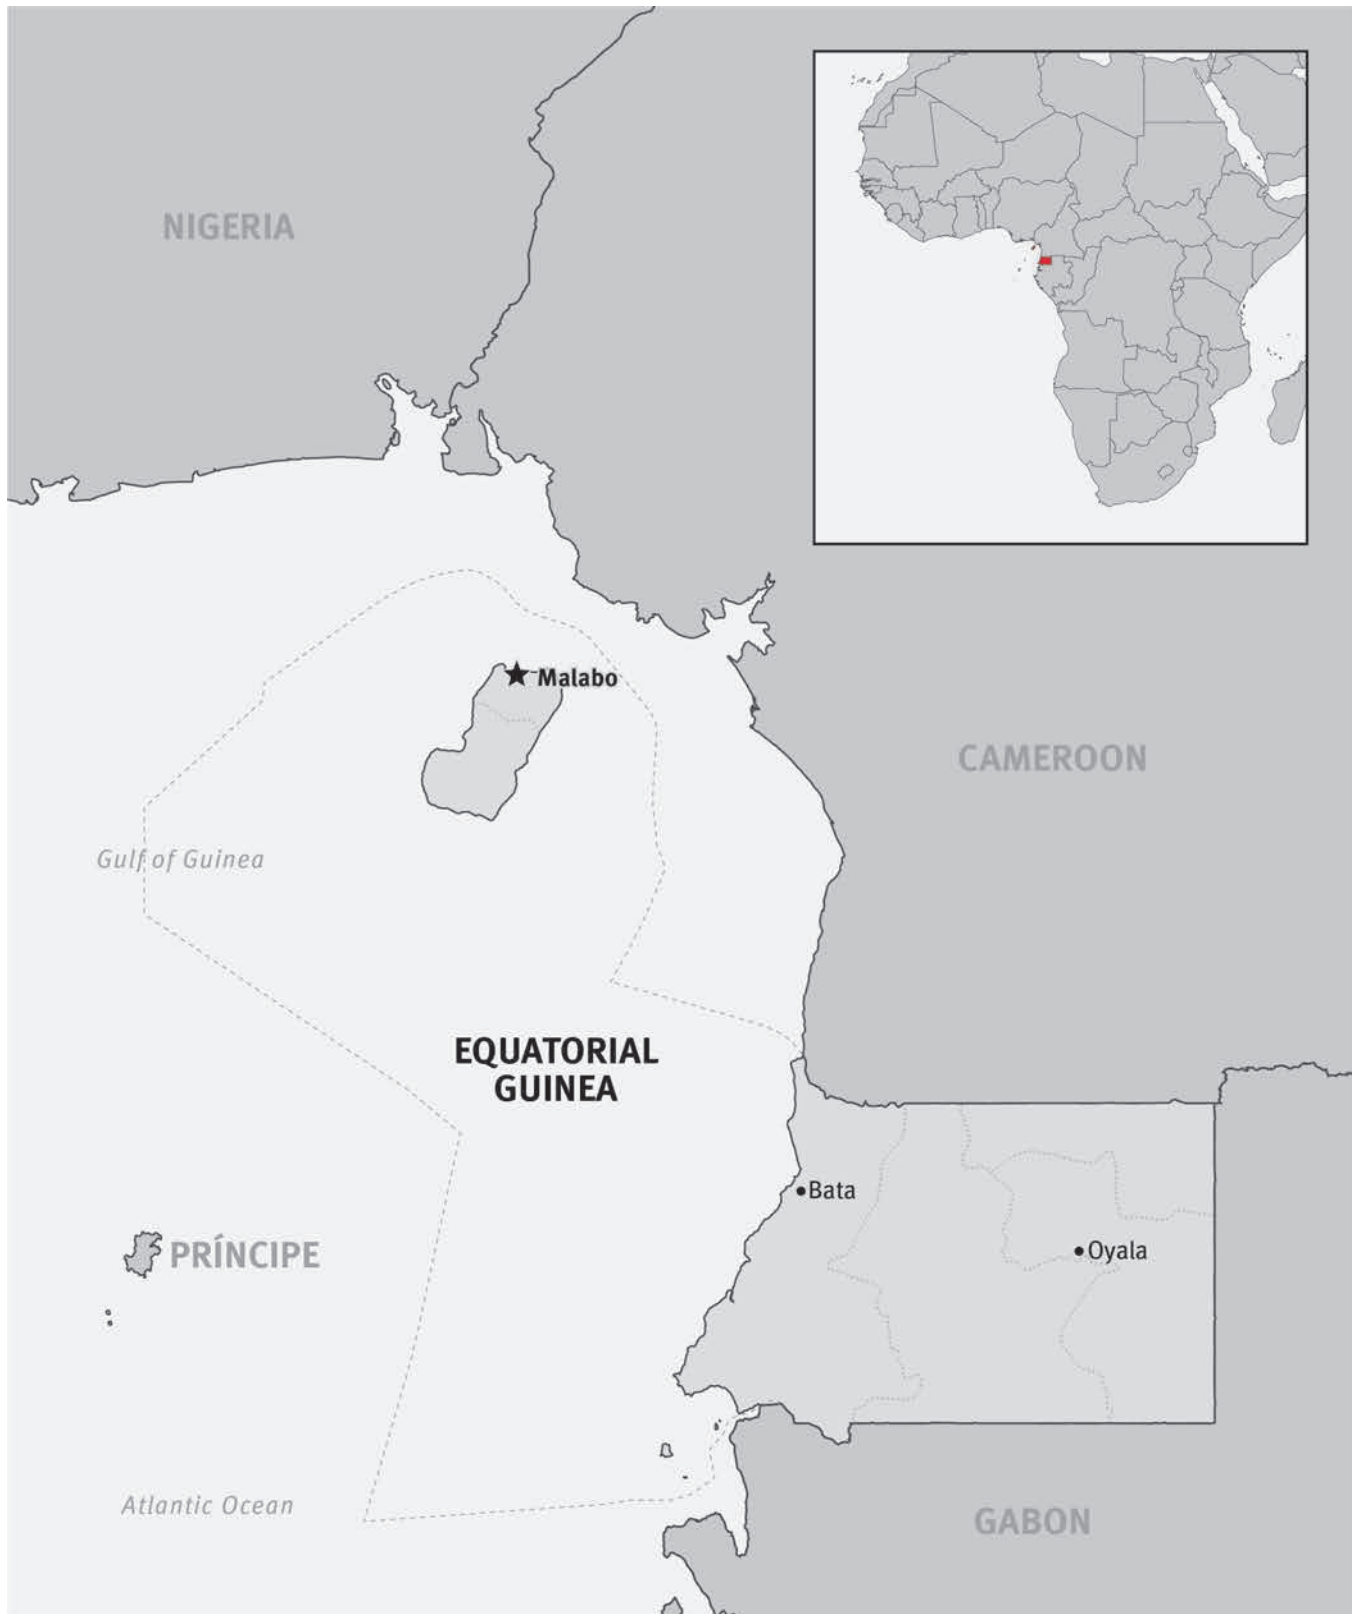 NIGERIA
Malabo
CAMEROON
Gulf of Guinea
EQUATORIAL
GUINEA
Bata
Oyala
PRÍNCIPE
Atlantic Ocean
GABON